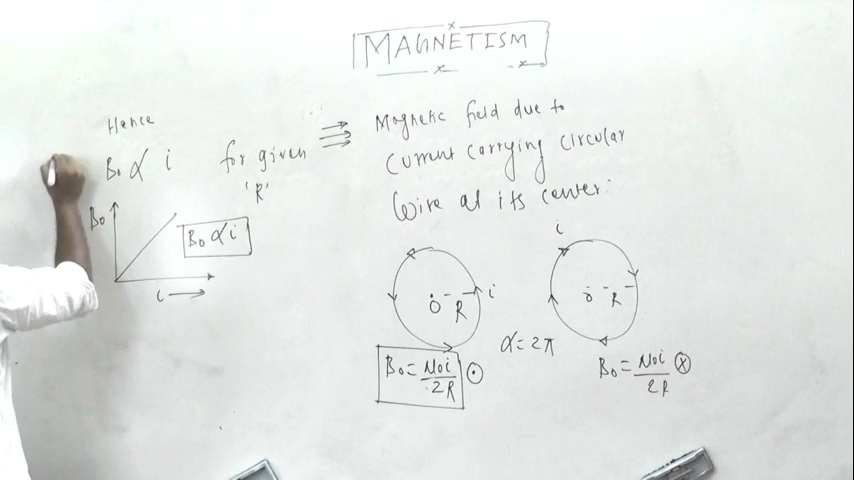 MAGNETISM
Hence
B₀ ∝ i for given
'R'
B₀
B₀ ∝ i
i
Magnetic field due to
current carrying circular
wire at its center:
i
O R
i
O R
α = 2π
B₀ = μ₀i/2R ⊙
B₀ = μ₀i/2R ⊗